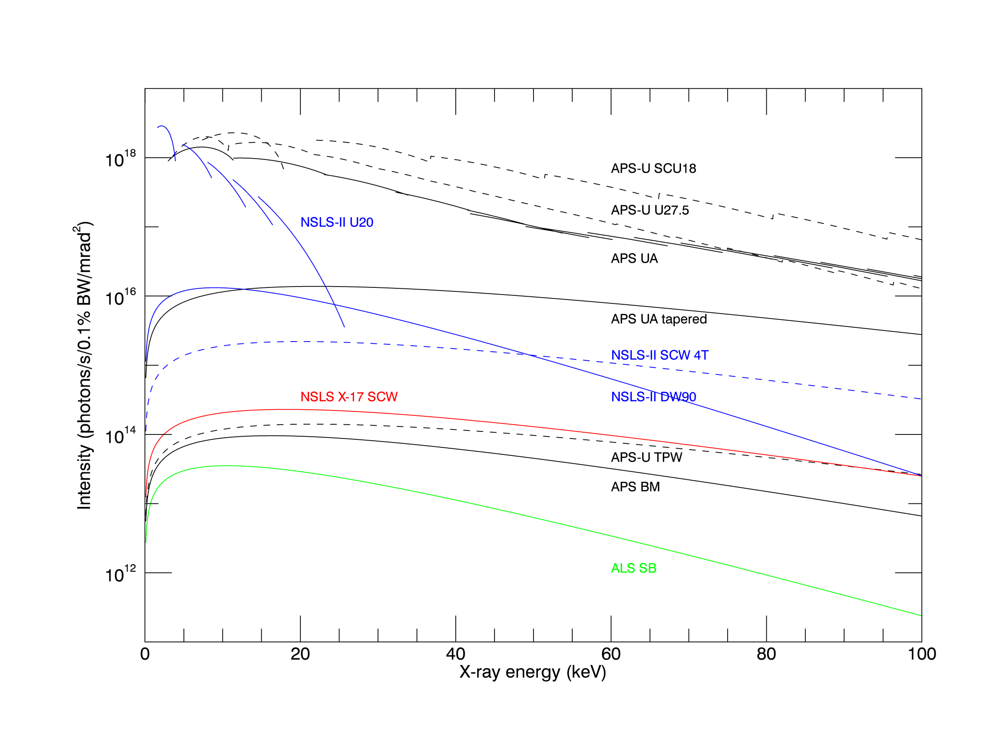 10^18
10^16
10^14
10^12
Intensity (photons/s/0.1% BW/mrad^2)
APS-U SCU18
APS-U U27.5
NSLS-II U20
APS UA
APS UA tapered
NSLS-II SCW 4T
NSLS X-17 SCW
NSLS-II DW90
APS-U TPW
APS BM
ALS SB
0 20 40 60 80 100
X-ray energy (keV)